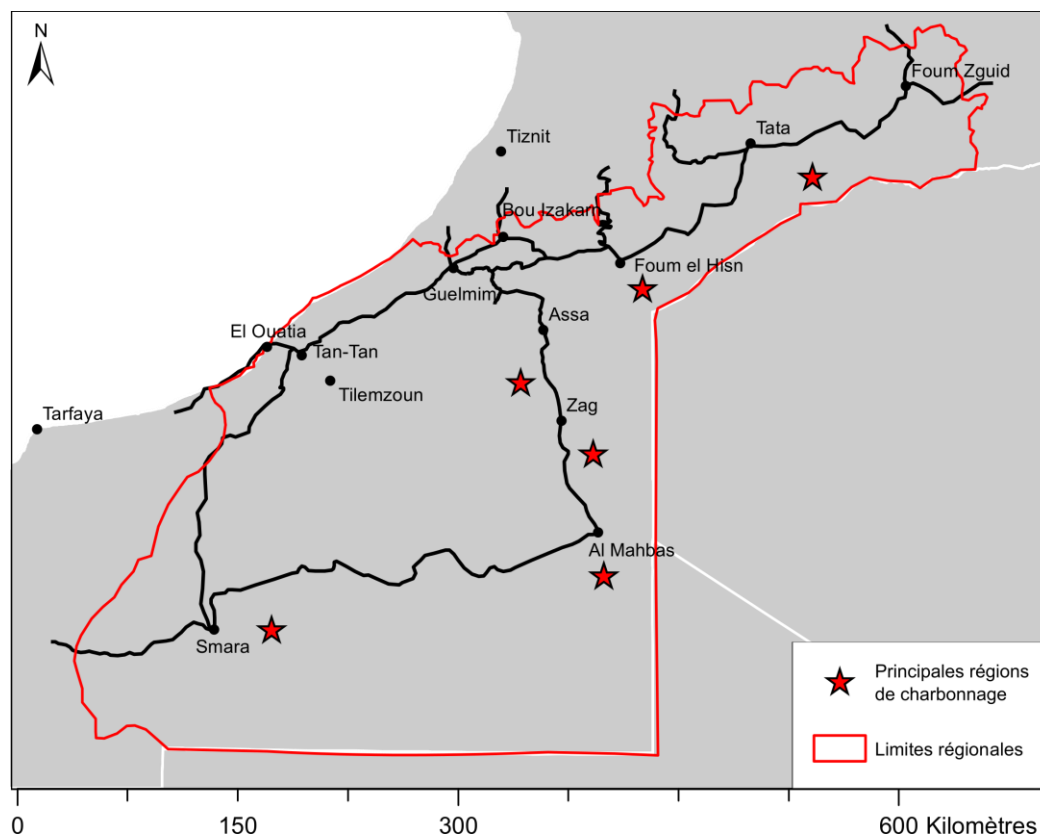 N
Foum Zguid
Tata
Tiznit
Bou Izakarn
Foum el Hisn
Guelmim
Assa
El Ouatia
Tan-Tan
Tilemzoun
Zag
Tarfaya
Al Mahbas
Smara
Principales régions
de charbonnage
Limites régionales
0 150 300 600 Kilomètres